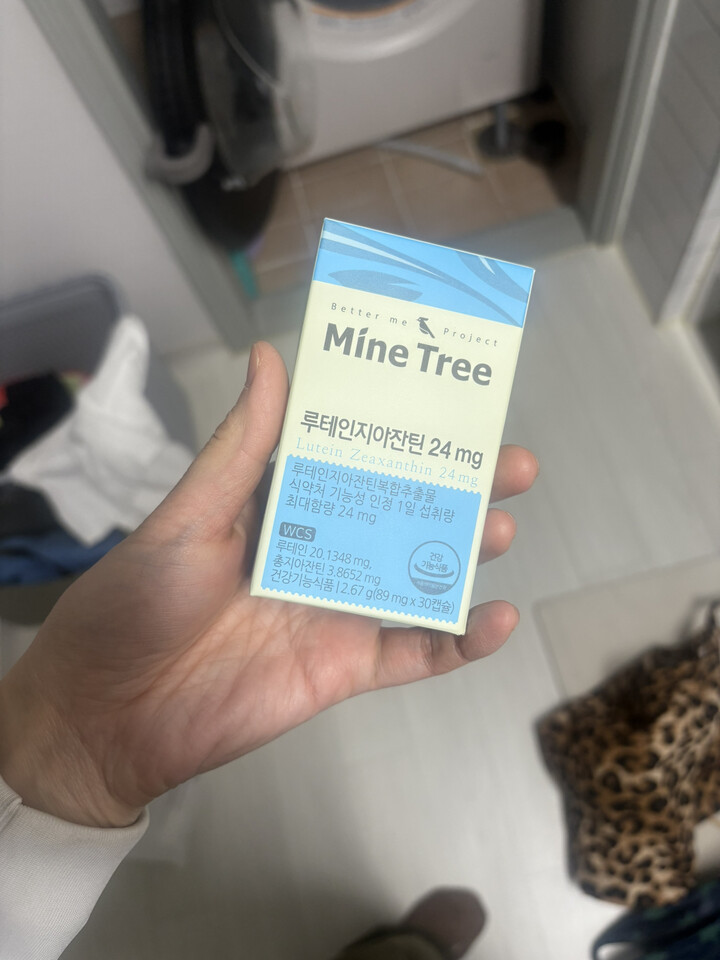 Better me Project
Mine Tree
루테인지아잔틴 24 mg
Lutein Zeaxanthin 24 mg
루테인지아잔틴복합추출물
식약처 기능성 인정 1일 섭취량
최대함량 24 mg
WCS
루테인 20.1348 mg,
총지아잔틴 3.8652 mg
건강기능식품 | 2.67 g(89 mg x 30캡슐)
건강
기능식품